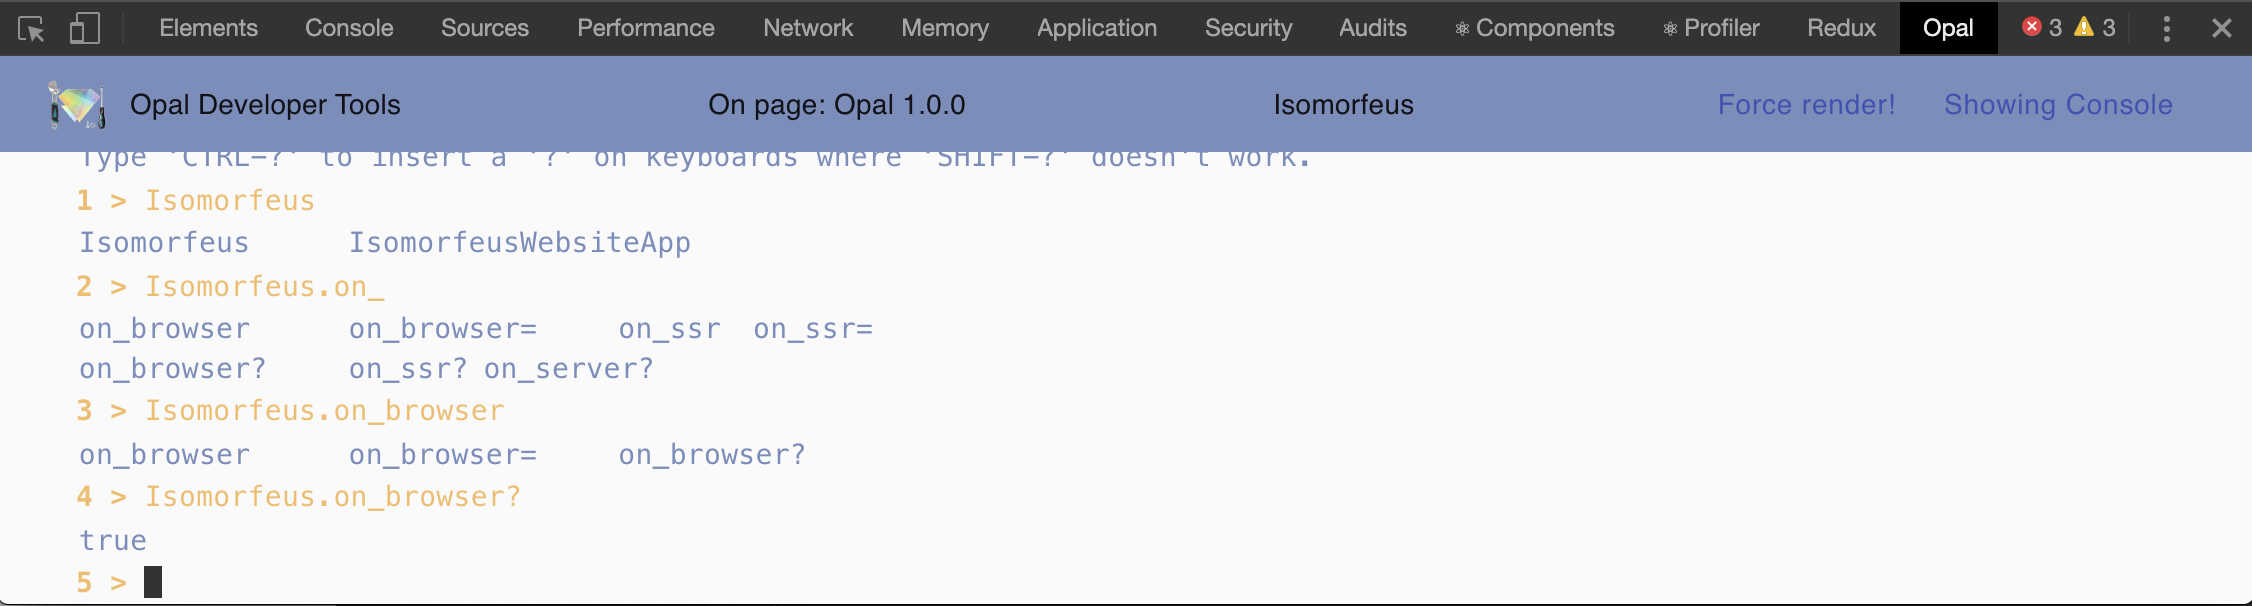 Elements Console Sources Performance Network Memory Application Security Audits ⚛ Components ⚛ Profiler Redux Opal 3 3
Opal Developer Tools On page: Opal 1.0.0 Isomorfeus Force render! Showing Console
Type 'CTRL-?' to insert a '?' on keyboards where 'SHIFT-?' doesn't work.
1 > Isomorfeus
Isomorfeus IsomorfeusWebsiteApp
2 > Isomorfeus.on_
on_browser on_browser= on_ssr on_ssr=
on_browser? on_ssr? on_server?
3 > Isomorfeus.on_browser
on_browser on_browser= on_browser?
4 > Isomorfeus.on_browser?
true
5 >